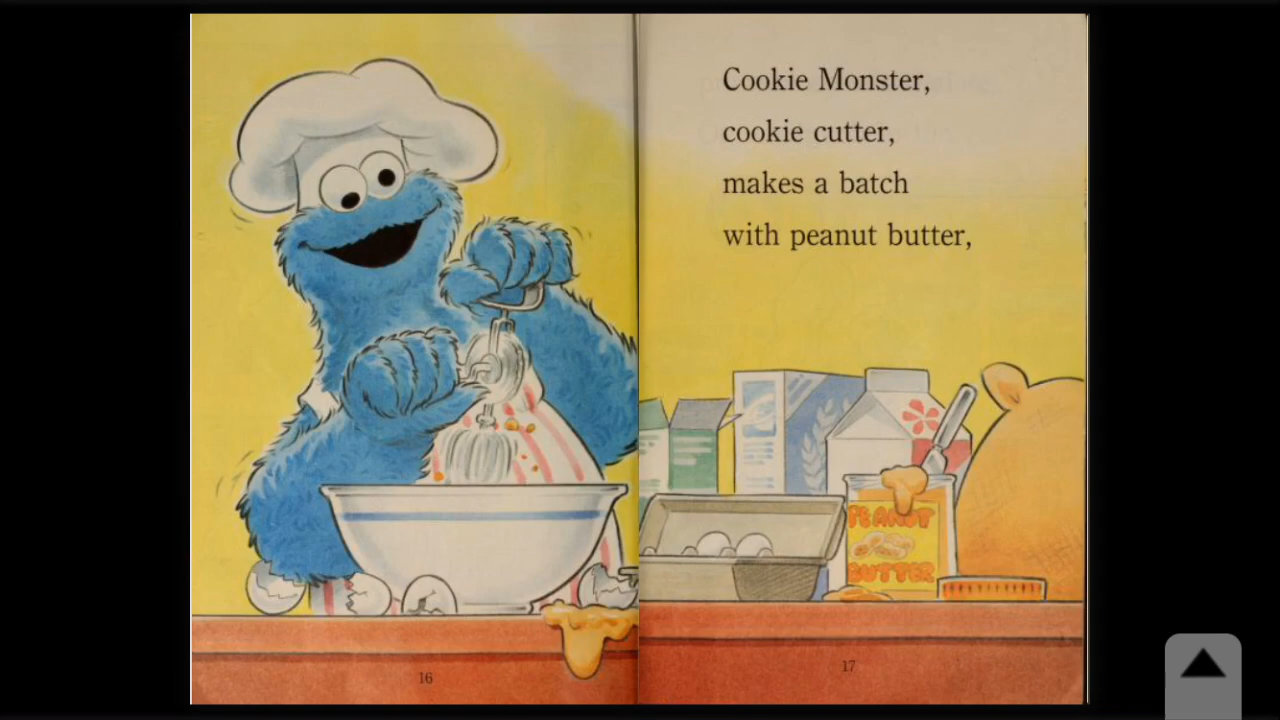 Cookie Monster,
cookie cutter,
makes a batch
with peanut butter,
PEANUT
BUTTER
16
17